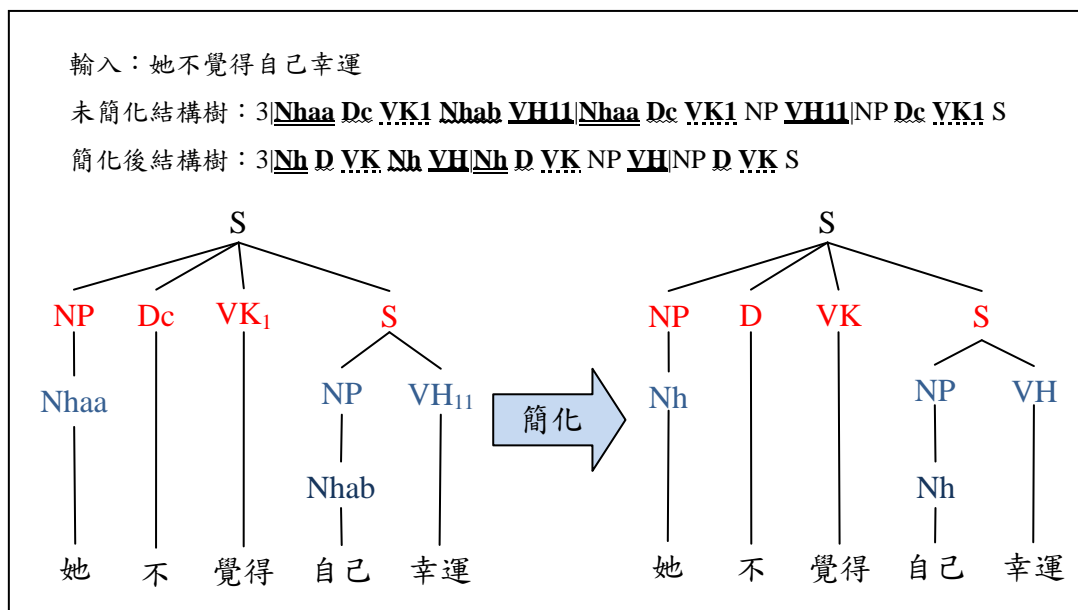 輸入：她不覺得自己幸運
未簡化結構樹：3|Nhaa Dc VK1 Nhab VH11|Nhaa Dc VK1 NP VH11|NP Dc VK1 S
簡化後結構樹：3|Nh D VK Nh VH|Nh D VK NP VH|NP D VK S
S S
NP Dc VK₁ S NP D VK S
Nhaa NP VH₁₁ Nh NP VH
簡化
Nhab Nh
她 不 覺得 自己 幸運 她 不 覺得 自己 幸運